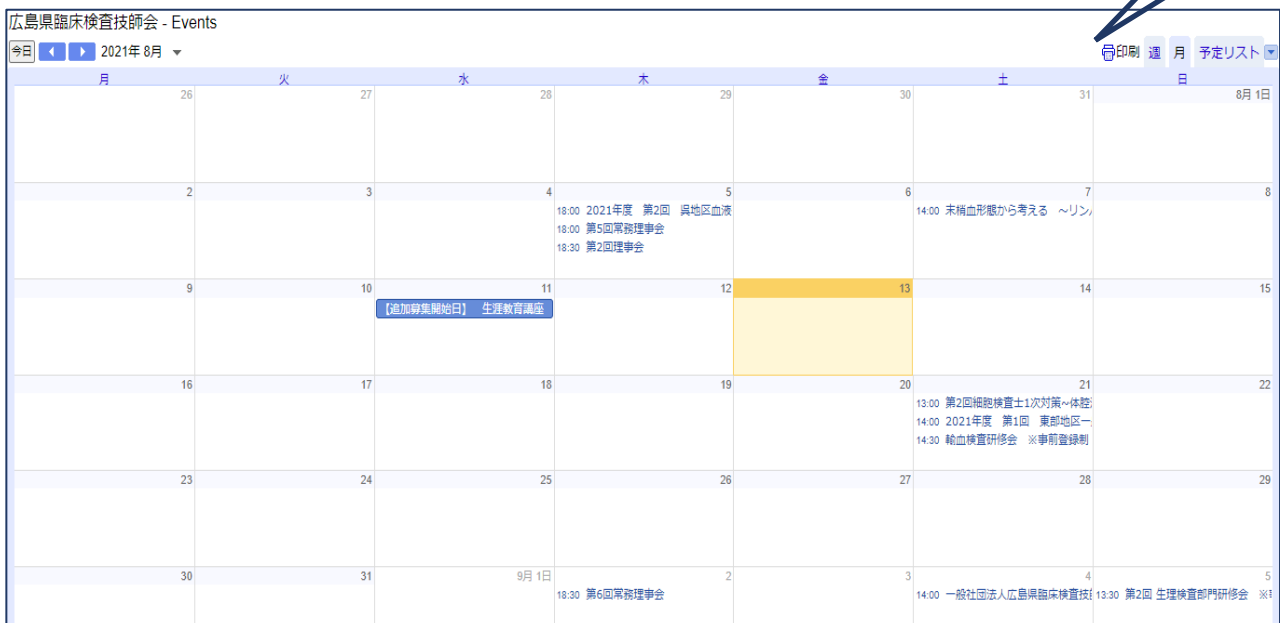 広島県臨床検査技師会 - Events
今日 2021年 8月 印刷 週 月 予定リスト
月 火 水 木 金 土 日
26 27 28 29 30 31 8月 1日
2 3 4 5 6 7 8
18:00 2021年度 第2回 呉地区血液 14:00 末梢血形態から考える ～リン
18:00 第5回常務理事会
18:30 第2回理事会
9 10 11 12 13 14 15
【追加募集開始日】 生涯教育講座
16 17 18 19 20 21 22
13:00 第2回細胞検査士1次対策~体腔
14:00 2021年度 第1回 東部地区一
14:30 輸血検査研修会 ※事前登録制
23 24 25 26 27 28 29
30 31 9月 1日 2 3 4 5
18:30 第6回常務理事会 14:00 一般社団法人広島県臨床検査技 13:30 第2回 生理検査部門研修会 ※